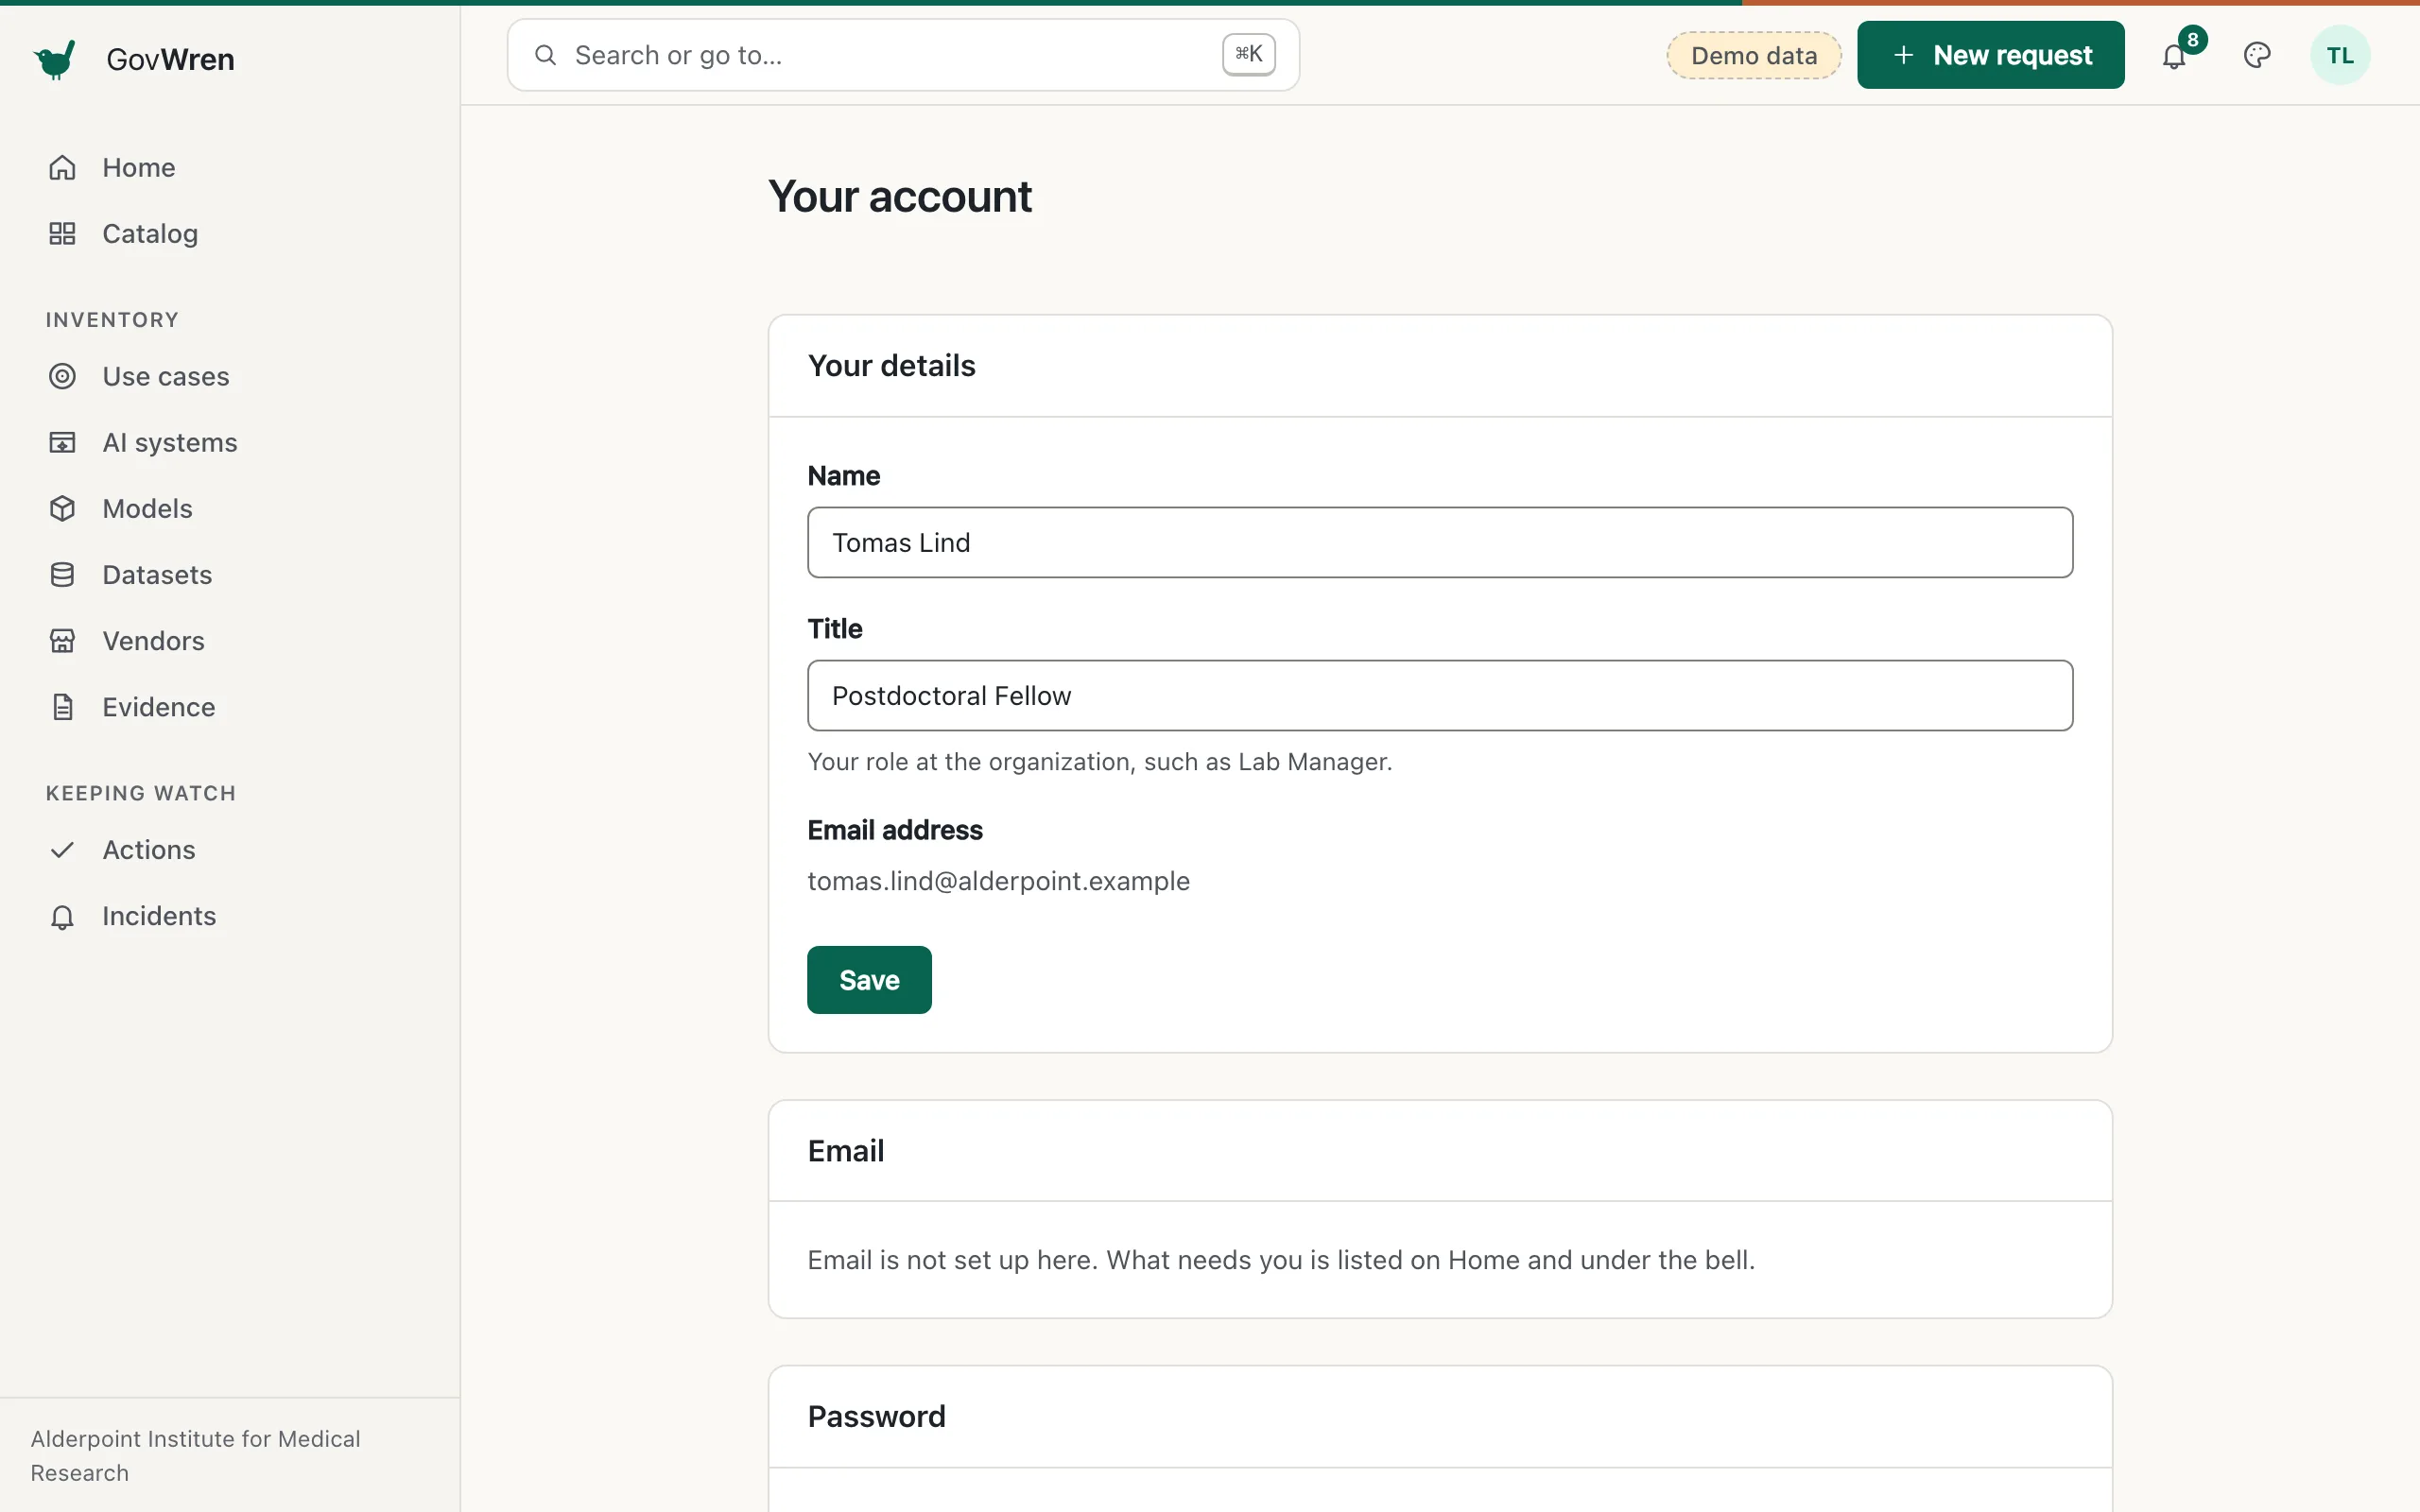 GovWren
Search or go to...
⌘K
Demo data
+ New request
8
TL
Home
Catalog
INVENTORY
Use cases
AI systems
Models
Datasets
Vendors
Evidence
KEEPING WATCH
Actions
Incidents
Alderpoint Institute for Medical
Research
Your account
Your details
Name
Tomas Lind
Title
Postdoctoral Fellow
Your role at the organization, such as Lab Manager.
Email address
tomas.lind@alderpoint.example
Save
Email
Email is not set up here. What needs you is listed on Home and under the bell.
Password